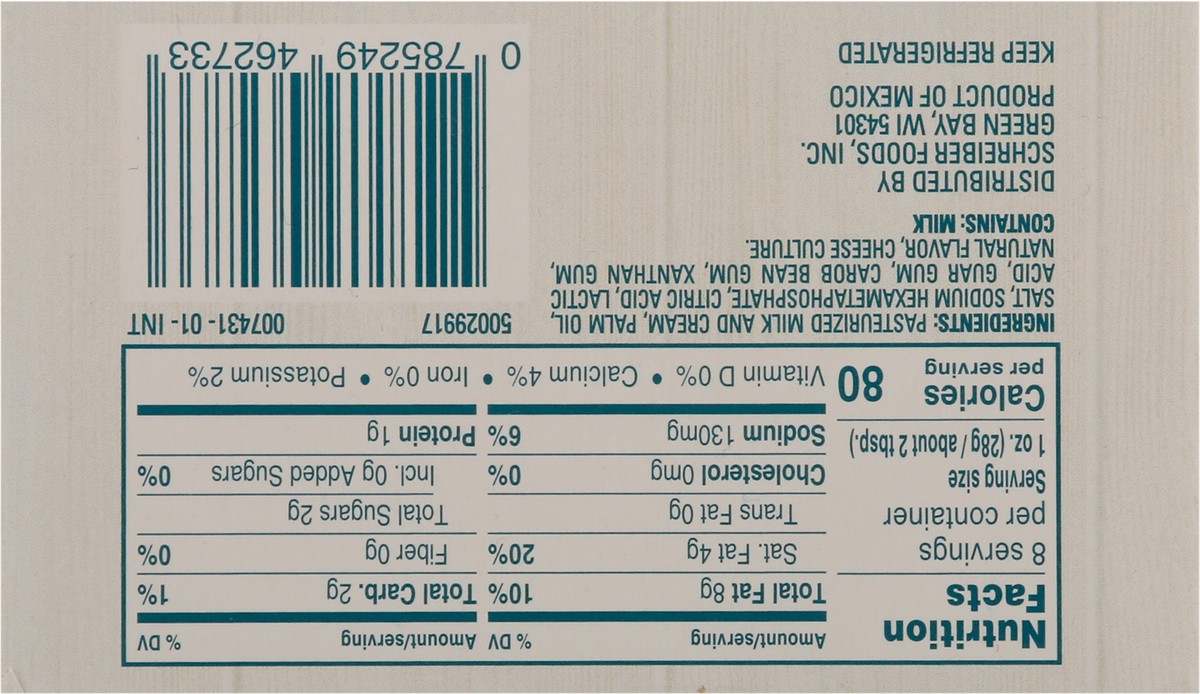 Nutrition
Facts
8 servings
per container
Serving size
1 oz. (28g / about 2 tbsp.)
Calories 80
per serving
Amount/serving % DV
Total Fat 8g 10%
Sat. Fat 4g 20%
Trans Fat 0g
Cholesterol 0mg 0%
Sodium 130mg 6%
Amount/serving % DV
Total Carb. 2g 1%
Fiber 0g 0%
Total Sugars 2g
Incl. 0g Added Sugars 0%
Protein 1g
Vitamin D 0% • Calcium 4% • Iron 0% • Potassium 2%
INGREDIENTS: PASTEURIZED MILK AND CREAM, PALM OIL,
SALT, SODIUM HEXAMETAPHOSPHATE, CITRIC ACID, LACTIC
ACID, GUAR GUM, CAROB BEAN GUM, XANTHAN GUM,
NATURAL FLAVOR, CHEESE CULTURE.
CONTAINS: MILK
DISTRIBUTED BY
SCHREIBER FOODS, INC.
GREEN BAY, WI 54301
PRODUCT OF MEXICO
KEEP REFRIGERATED
50029917 007431 - 01 - INT
0 785249 462733